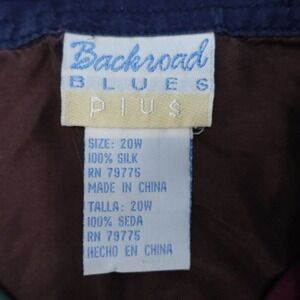 Backroad
BLUES
plus
SIZE: 20W
100% SILK
RN 79775
MADE IN CHINA
TALLA: 20W
100% SEDA
RN 79775
HECHO EN CHINA